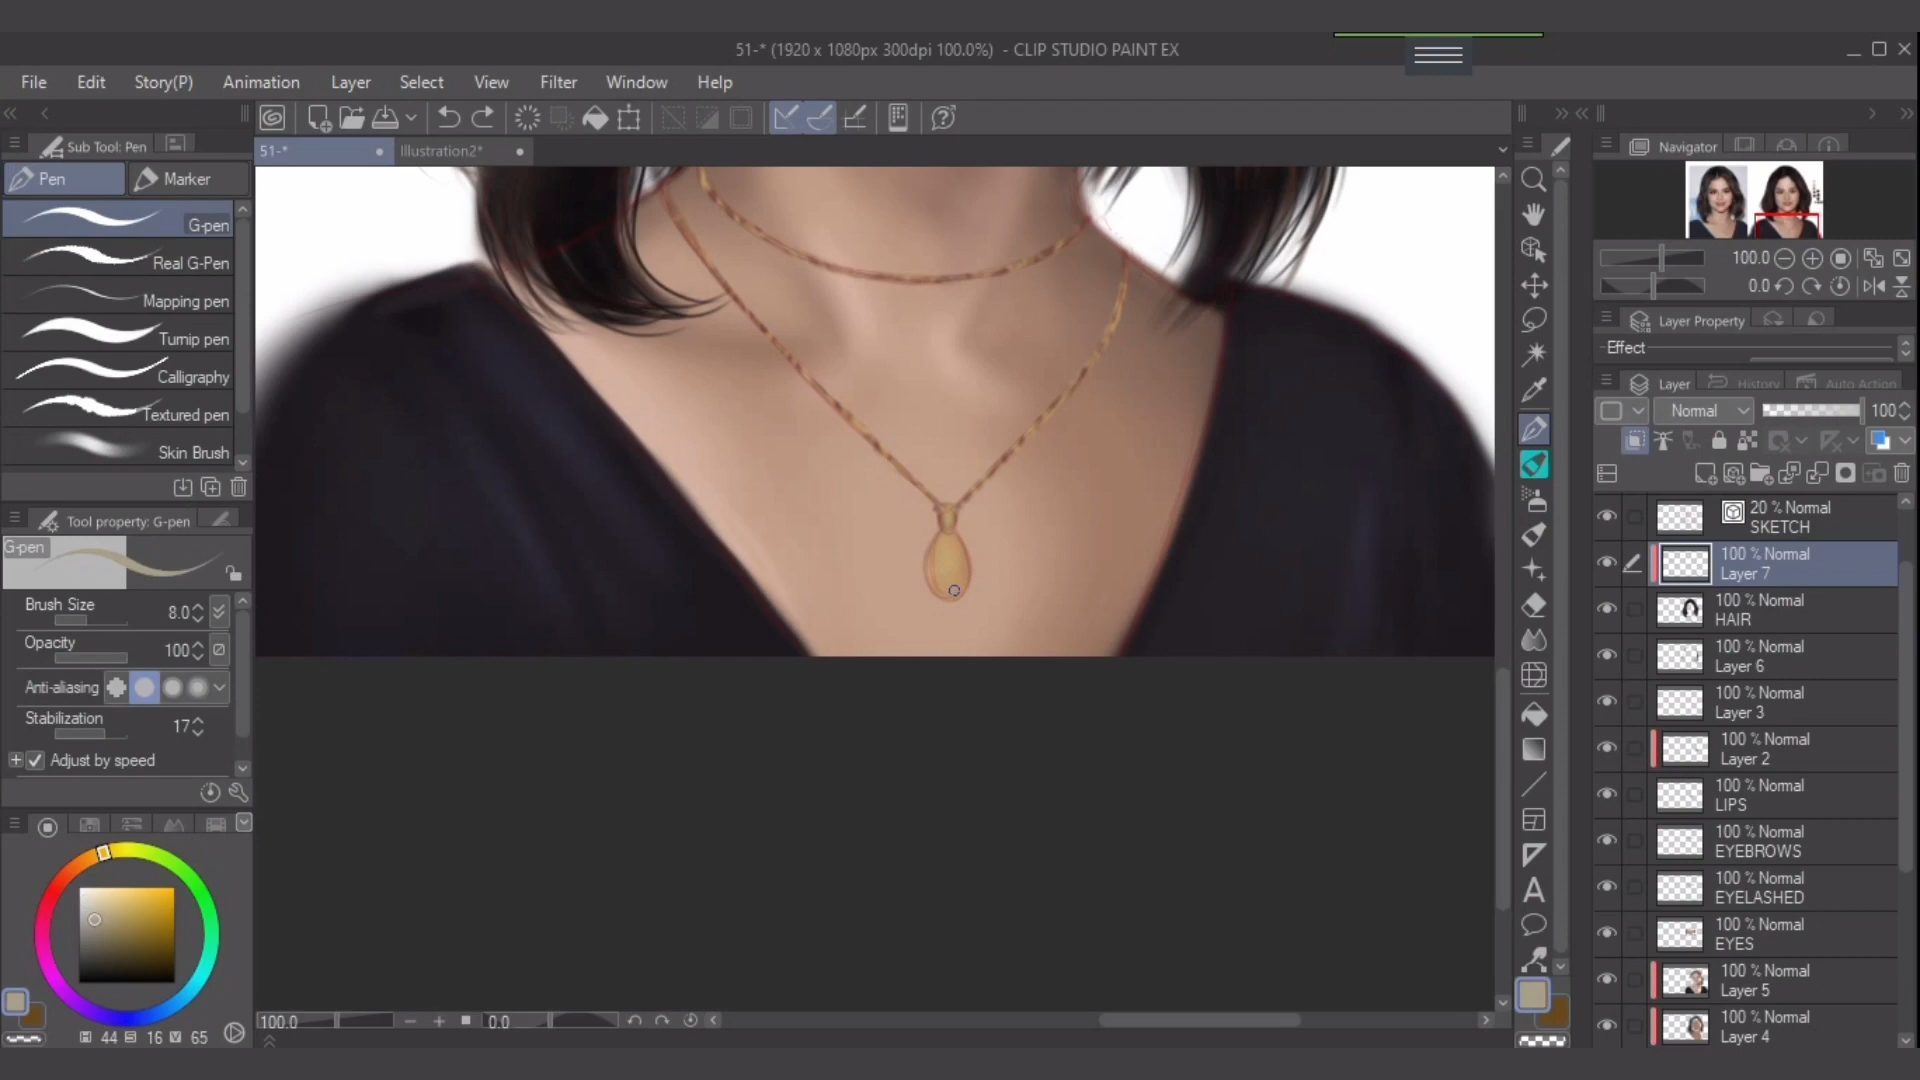 51-* (1920 x 1080px 300dpi 100.0%) - CLIP STUDIO PAINT EX
File Edit Story(P) Animation Layer Select View Filter Window Help
Sub Tool: Pen
51-*
Illustration2*
Pen
Marker
G-pen
Real G-Pen
Mapping pen
Turnip pen
Calligraphy
Textured pen
Skin Brush
Tool property: G-pen
G-pen
Brush Size 8.0
Opacity 100
Anti-aliasing
Stabilization 17
Adjust by speed
H 44 S 16 V 65
100.0
0.0
Navigator
100.0
0.0
Layer Property
Effect
Layer History Auto Action
Normal 100
20 % Normal
SKETCH
100 % Normal
Layer 7
100 % Normal
HAIR
100 % Normal
Layer 6
100 % Normal
Layer 3
100 % Normal
Layer 2
100 % Normal
LIPS
100 % Normal
EYEBROWS
100 % Normal
EYELASHED
100 % Normal
EYES
100 % Normal
Layer 5
100 % Normal
Layer 4